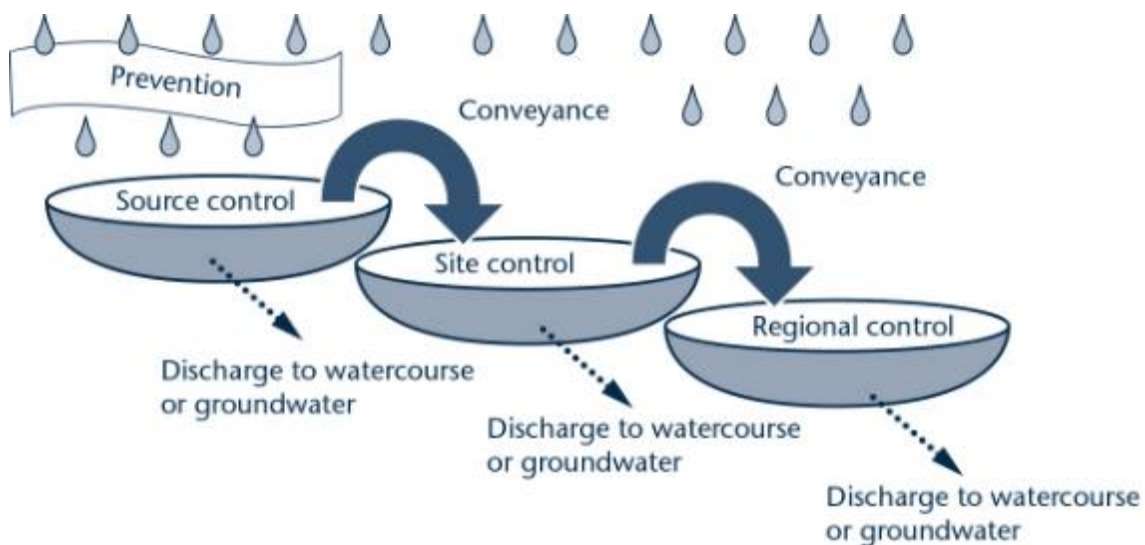 Prevention
Conveyance
Conveyance
Source control
Site control
Regional control
Discharge to watercourse
or groundwater
Discharge to watercourse
or groundwater
Discharge to watercourse
or groundwater